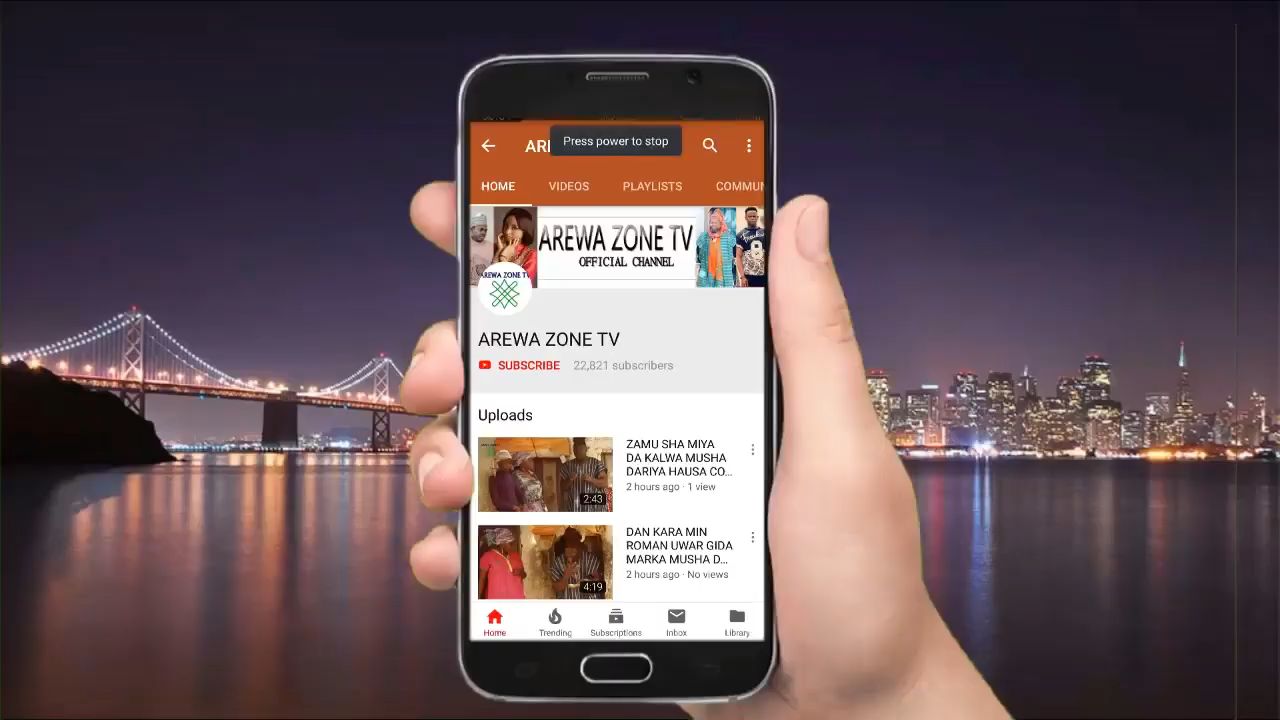 ARE
Press power to stop
HOME VIDEOS PLAYLISTS COMMUN
AREWA ZONE TV
OFFICIAL CHANNEL
AREWA ZONE TV
AREWA ZONE TV
SUBSCRIBE 22,821 subscribers
Uploads
ZAMU SHA MIYA
DA KALWA MUSHA
DARIYA HAUSA CO...
2 hours ago · 1 view
2:43
DAN KARA MIN
ROMAN UWAR GIDA
MARKA MUSHA D...
2 hours ago · No views
4:19
Home Trending Subscriptions Inbox Library